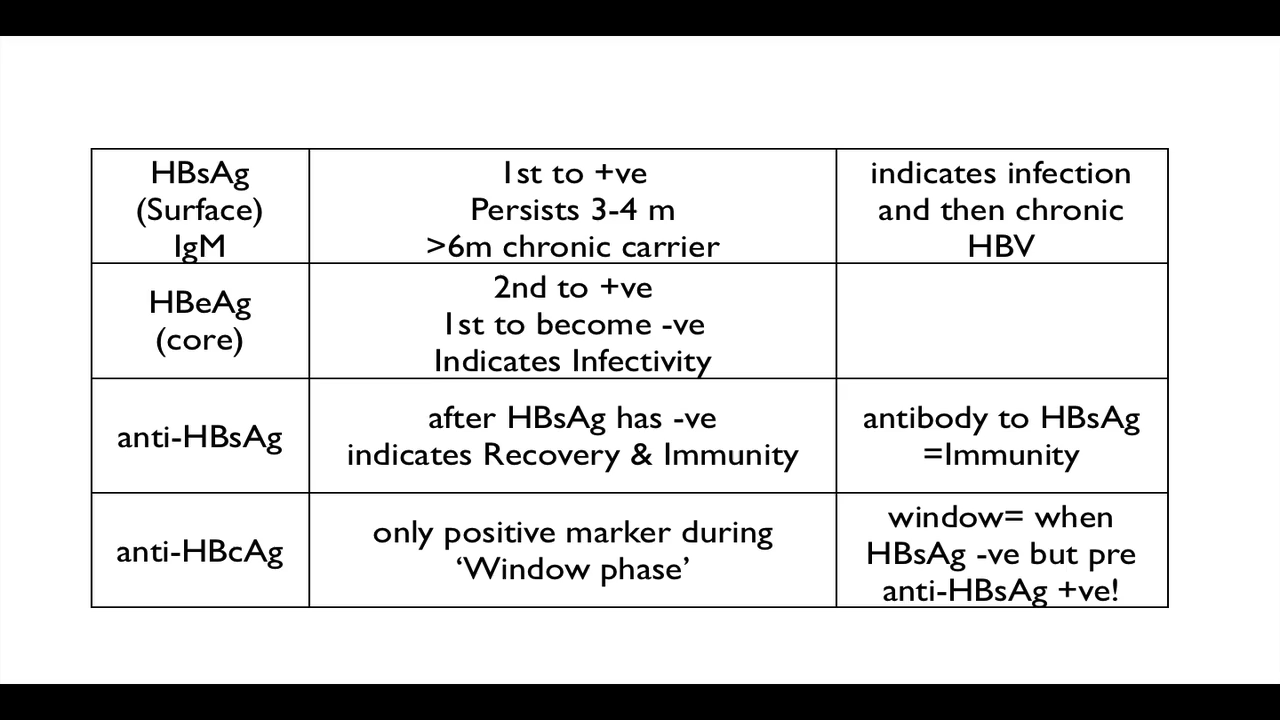 HBsAg
(Surface)
IgM
1st to +ve
Persists 3-4 m
>6m chronic carrier
indicates infection
and then chronic
HBV
HBeAg
(core)
2nd to +ve
1st to become -ve
Indicates Infectivity
anti-HBsAg
after HBsAg has -ve
indicates Recovery & Immunity
antibody to HBsAg
=Immunity
anti-HBcAg
only positive marker during
‘Window phase’
window= when
HBsAg -ve but pre
anti-HBsAg +ve!